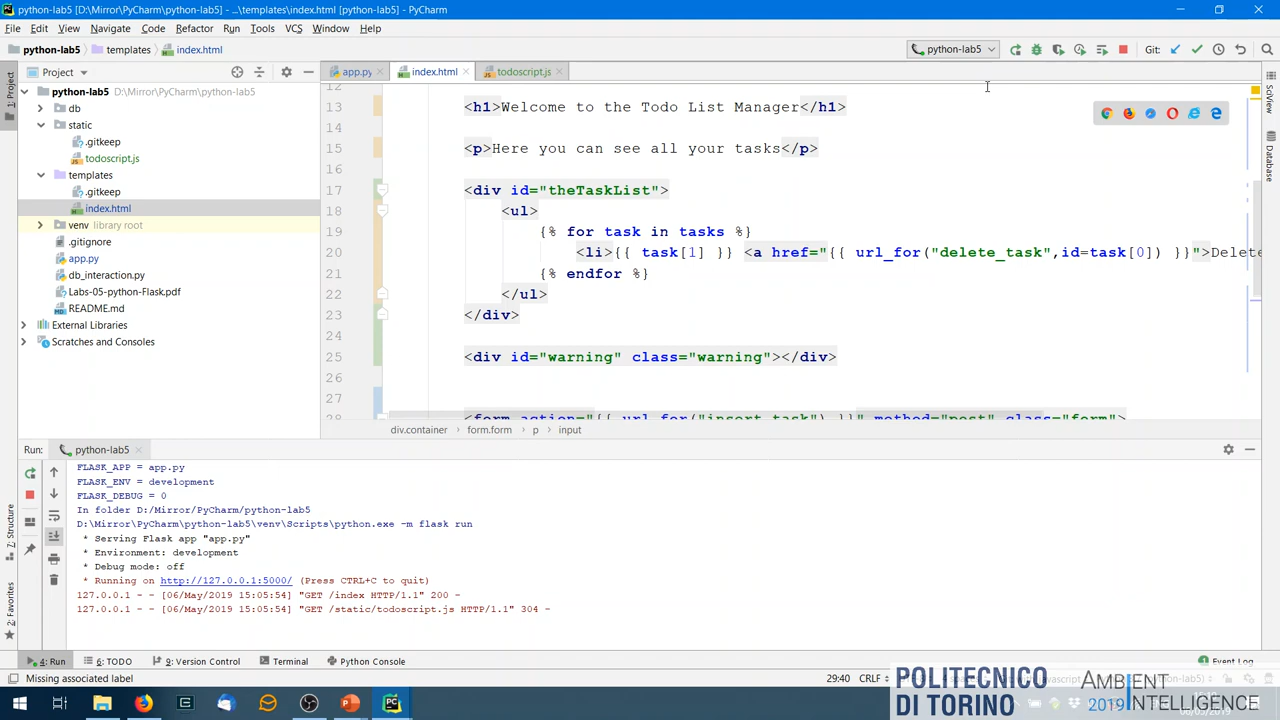 python-lab5 [D:\Mirror\PyCharm\python-lab5] - ...\templates\index.html [python-lab5] - PyCharm
File Edit View Navigate Code Refactor Run Tools VCS Window Help
python-lab5 templates index.html python-lab5 Git:
1: Project
Project
app.py index.html todoscript.js
SciView
Database
python-lab5 D:\Mirror\PyCharm\python-lab5
db
static
.gitkeep
todoscript.js
templates
.gitkeep
index.html
venv library root
.gitignore
app.py
db_interaction.py
Labs-05-python-Flask.pdf
README.md
External Libraries
Scratches and Consoles
12
13 <h1>Welcome to the Todo List Manager</h1>
14
15 <p>Here you can see all your tasks</p>
16
17 <div id="theTaskList">
18 <ul>
19 {% for task in tasks %}
20 <li>{{ task[1] }} <a href="{{ url_for("delete_task",id=task[0]) }}">Delete
21 {% endfor %}
22 </ul>
23 </div>
24
25 <div id="warning" class="warning"></div>
26
27
28 <form action="{{ url_for("insert_task") }}" method="post" class="form">
div.container form.form p input
Run: python-lab5
FLASK_APP = app.py
FLASK_ENV = development
FLASK_DEBUG = 0
In folder D:/Mirror/PyCharm/python-lab5
D:\Mirror\PyCharm\python-lab5\venv\Scripts\python.exe -m flask run
* Serving Flask app "app.py"
* Environment: development
* Debug mode: off
* Running on http://127.0.0.1:5000/ (Press CTRL+C to quit)
127.0.0.1 - - [06/May/2019 15:05:54] "GET /index HTTP/1.1" 200 -
127.0.0.1 - - [06/May/2019 15:05:54] "GET /static/todoscript.js HTTP/1.1" 304 -
7: Structure
2: Favorites
4: Run 6: TODO 9: Version Control Terminal Python Console 1 Event Log
Missing associated label 29:40 CRLF
POLITECNICO
DI TORINO
AMBIENT
2019 INTELLIGENCE